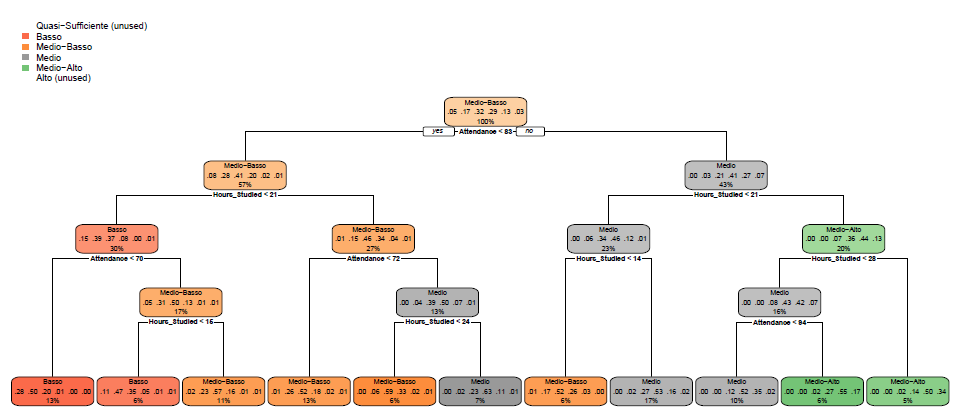 Quasi-Sufficiente (unused)
Basso
Medio-Basso
Medio
Medio-Alto
Alto (unused)
Medio-Basso
.05 .17 .32 .29 .13 .03
100%
yes Attendance < 83 no
Medio-Basso
.08 .28 .41 .20 .02 .01
57%
Hours_Studied < 21
Medio
.00 .03 .21 .41 .27 .07
43%
Hours_Studied < 21
Basso
.15 .39 .37 .08 .00 .01
30%
Attendance < 70
Medio-Basso
.01 .15 .46 .34 .04 .01
27%
Attendance < 72
Medio
.00 .06 .34 .46 .12 .01
23%
Hours_Studied < 14
Medio-Alto
.00 .00 .07 .36 .44 .13
20%
Hours_Studied < 28
Medio-Basso
.05 .31 .50 .13 .01 .01
17%
Hours_Studied < 15
Medio
.00 .04 .39 .50 .07 .01
13%
Hours_Studied < 24
Medio
.00 .00 .08 .43 .42 .07
16%
Attendance < 94
Basso
.28 .50 .20 .01 .00 .00
13%
Basso
.11 .47 .35 .05 .01 .01
6%
Medio-Basso
.02 .23 .57 .16 .01 .01
11%
Medio-Basso
.01 .26 .52 .18 .02 .01
13%
Medio-Basso
.00 .06 .59 .33 .02 .01
6%
Medio
.00 .02 .23 .63 .11 .01
7%
Medio-Basso
.01 .17 .52 .26 .03 .00
6%
Medio
.00 .02 .27 .53 .16 .02
17%
Medio
.00 .00 .12 .52 .35 .02
10%
Medio-Alto
.00 .00 .02 .27 .55 .17
6%
Medio-Alto
.00 .00 .02 .14 .50 .34
5%